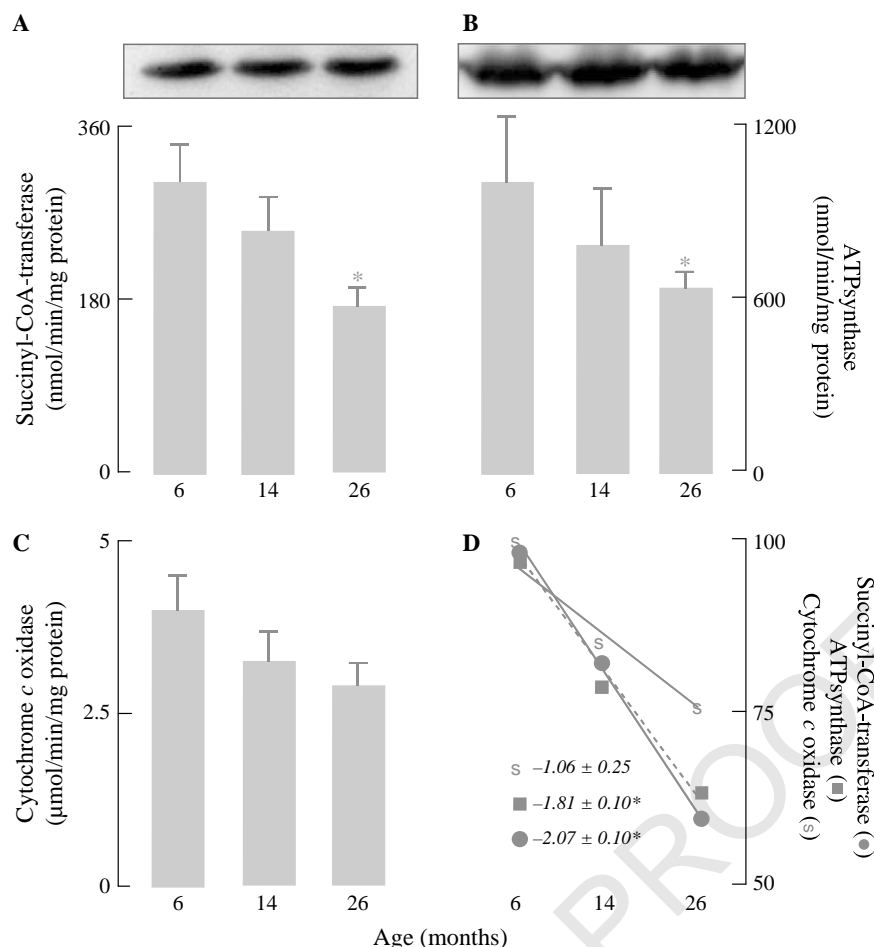 A
B
360
180
0
Succinyl-CoA-transferase
(nmol/min/mg protein)
6 14 26
1200
600
0
ATPsynthase
(nmol/min/mg protein)
* *
6 14 26
C
5
2.5
0
Cytochrome c oxidase
(μmol/min/mg protein)
6 14 26
D
100
75
50
Succinyl-CoA-transferase (●)
ATPsynthase (■)
Cytochrome c oxidase (s)
s
s
s
s –1.06 ± 0.25
■ –1.81 ± 0.10*
● –2.07 ± 0.10*
6 14 26
Age (months)
PROOF